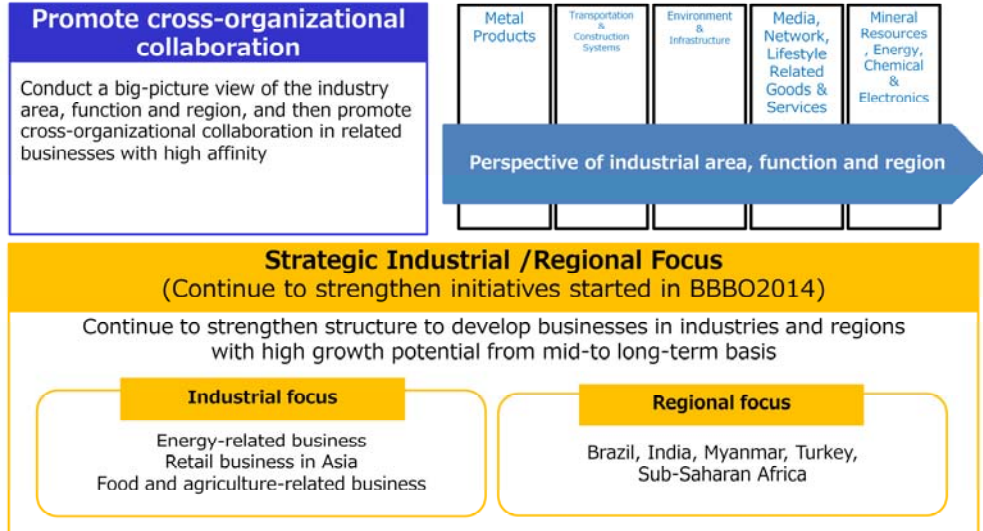 Promote cross-organizational
collaboration
Conduct a big-picture view of the industry
area, function and region, and then promote
cross-organizational collaboration in related
businesses with high affinity
Metal
Products
Transportation
&
Construction
Systems
Environment
&
Infrastructure
Media,
Network,
Lifestyle
Related
Goods &
Services
Mineral
Resources
, Energy,
Chemical
&
Electronics
Perspective of industrial area, function and region
Strategic Industrial /Regional Focus
(Continue to strengthen initiatives started in BBBO2014)
Continue to strengthen structure to develop businesses in industries and regions
with high growth potential from mid-to long-term basis
Industrial focus
Energy-related business
Retail business in Asia
Food and agriculture-related business
Regional focus
Brazil, India, Myanmar, Turkey,
Sub-Saharan Africa